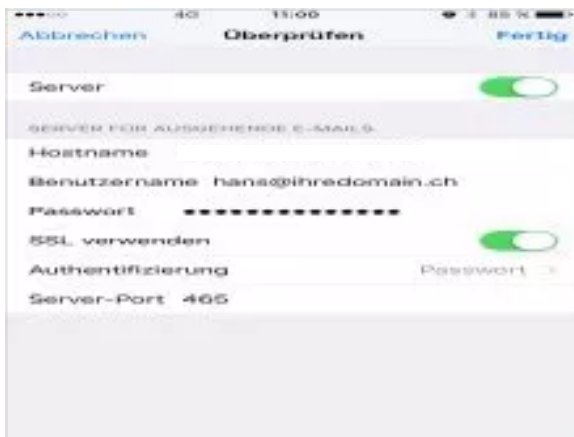 4G 11:00 85 %
Abbrechen Überprüfen Fertig
Server
SERVER FÜR AUSGEHENDE E-MAILS
Hostname
Benutzername hans@ihredomain.ch
Passwort ●●●●●●●●●●●●●●
SSL verwenden
Authentifizierung Passwort >
Server-Port 465